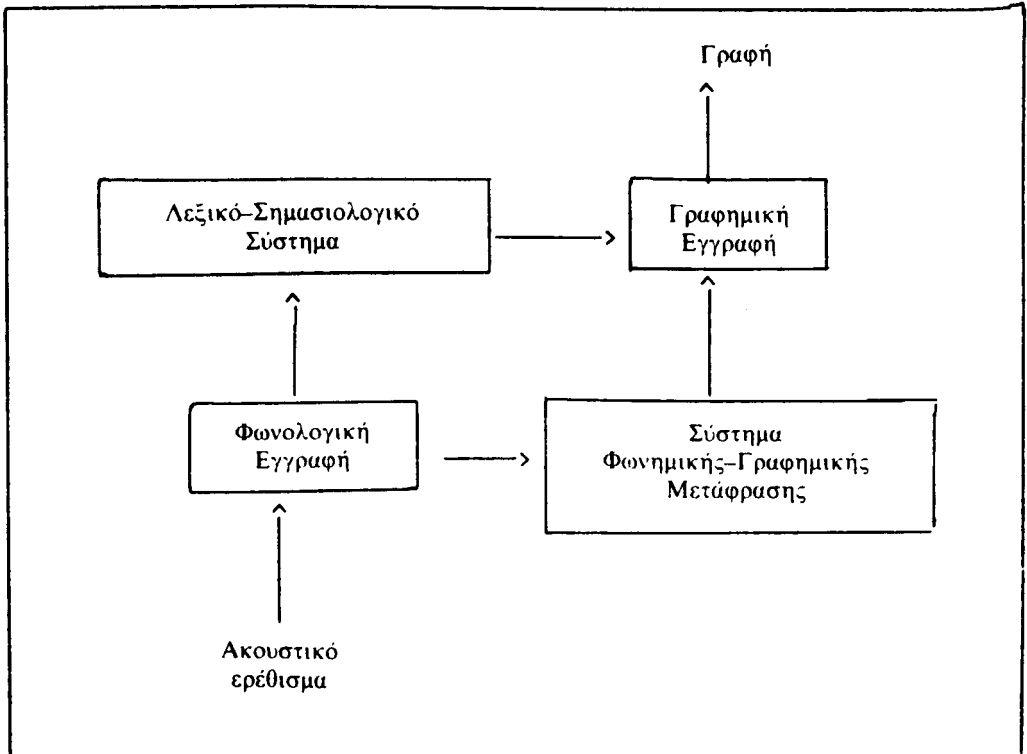 Γραφή
Λεξικό–Σημασιολογικό
Σύστημα
Γραφημική
Εγγραφή
Φωνολογική
Εγγραφή
Σύστημα
Φωνημικής–Γραφημικής
Μετάφρασης
Ακουστικό
ερέθισμα